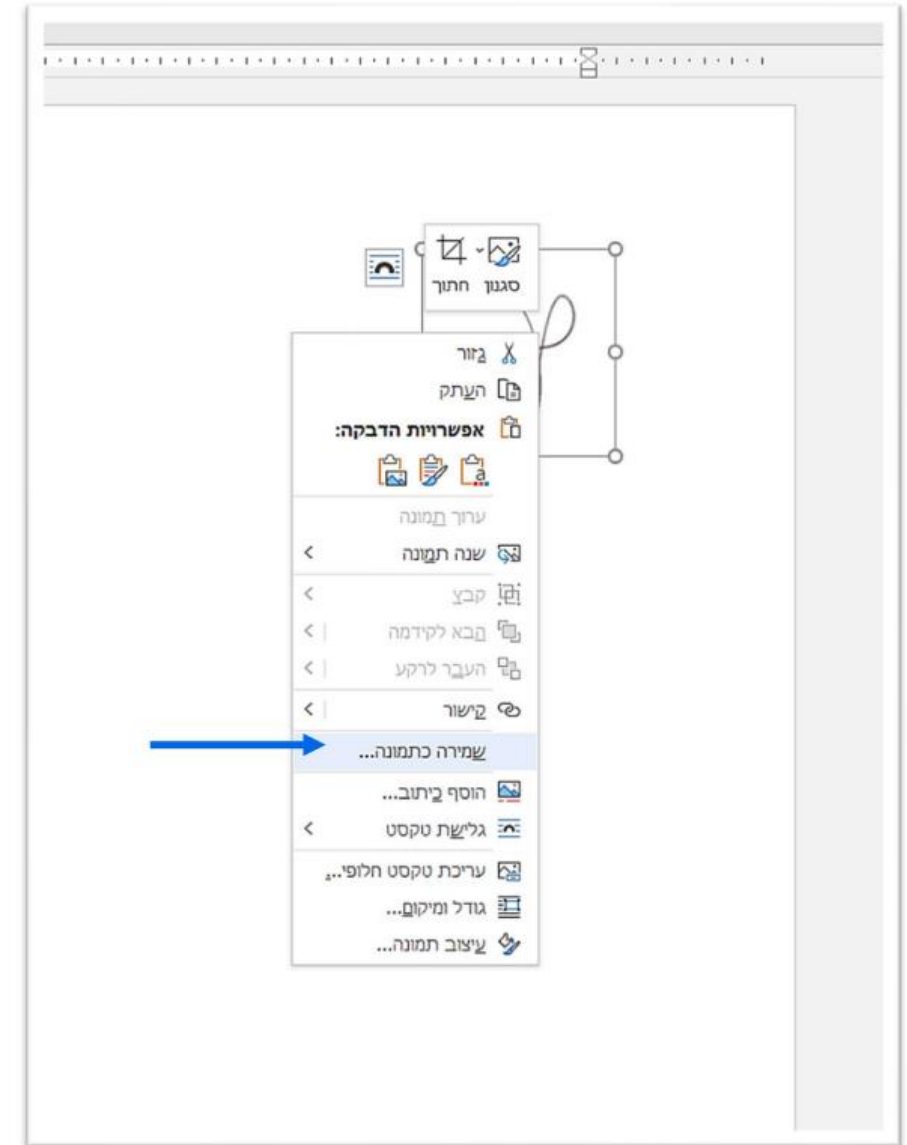 סגנון חתוך
גזור
העתק
אפשרויות הדבקה:
a
ערוך תמונה
שנה תמונה
קבץ
הבא לקידמה
העבר לרקע
קישור
שמירה כתמונה...
הוסף כיתוב...
גלישת טקסט
עריכת טקסט חלופי...
גודל ומיקום...
עיצוב תמונה...